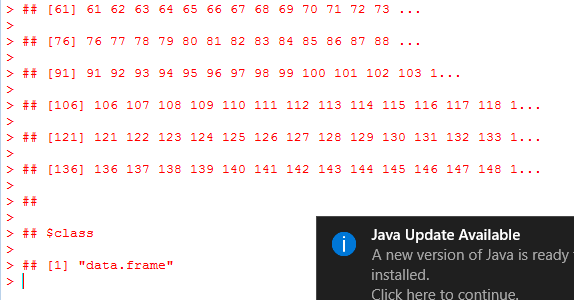 > ## [61] 61 62 63 64 65 66 67 68 69 70 71 72 73 ...
>
> ## [76] 76 77 78 79 80 81 82 83 84 85 86 87 88 ...
>
> ## [91] 91 92 93 94 95 96 97 98 99 100 101 102 103 1...
>
> ## [106] 106 107 108 109 110 111 112 113 114 115 116 117 118 1...
>
> ## [121] 121 122 123 124 125 126 127 128 129 130 131 132 133 1...
>
> ## [136] 136 137 138 139 140 141 142 143 144 145 146 147 148 1...
>
> ##
>
> ## $class
>
> ## [1] "data.frame"
>
Java Update Available
A new version of Java is ready
installed.
Click here to continue.